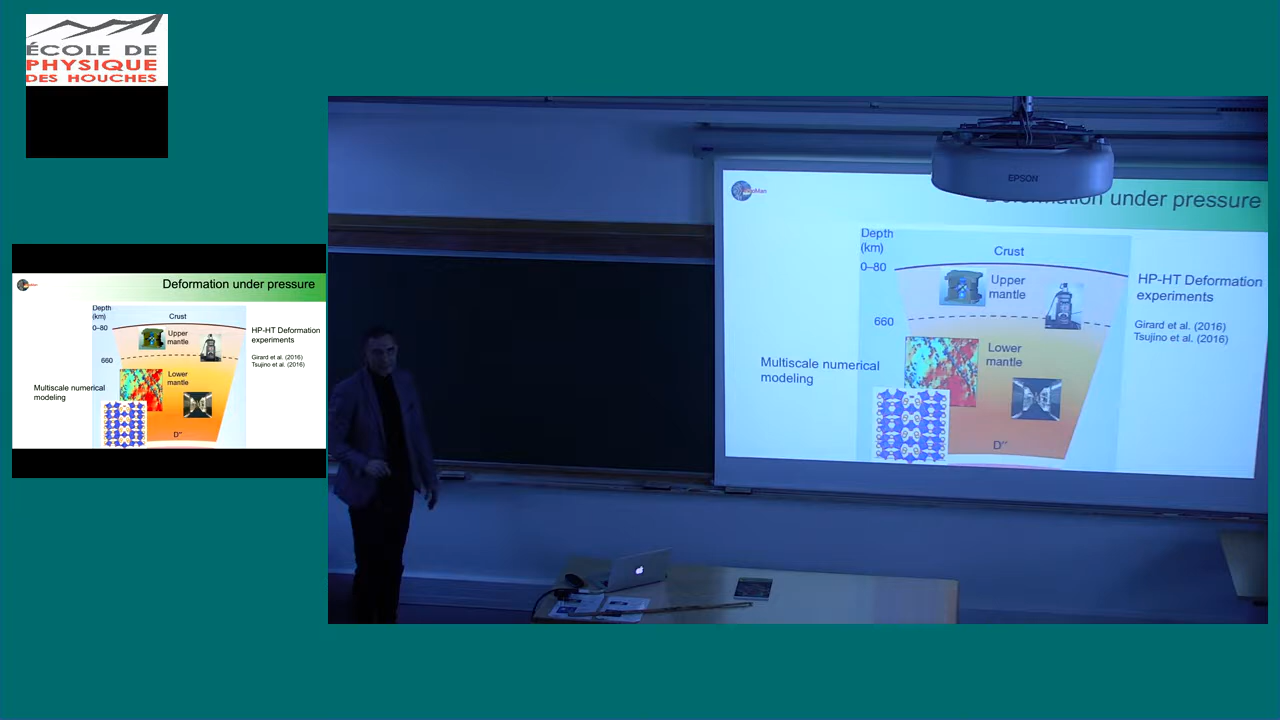 ÉCOLE DE
PHYSIQUE
DES HOUCHES
Deformation under pressure
Depth
(km)
Crust
0–80
Upper
mantle
HP-HT Deformation
experiments
660
Girard et al. (2016)
Tsujino et al. (2016)
Lower
mantle
Multiscale numerical
modeling
D"
EPSON
under pressure
Depth
(km)
Crust
0–80
Upper
mantle
HP-HT Deformation
experiments
660
Girard et al. (2016)
Tsujino et al. (2016)
Lower
mantle
Multiscale numerical
modeling
D"